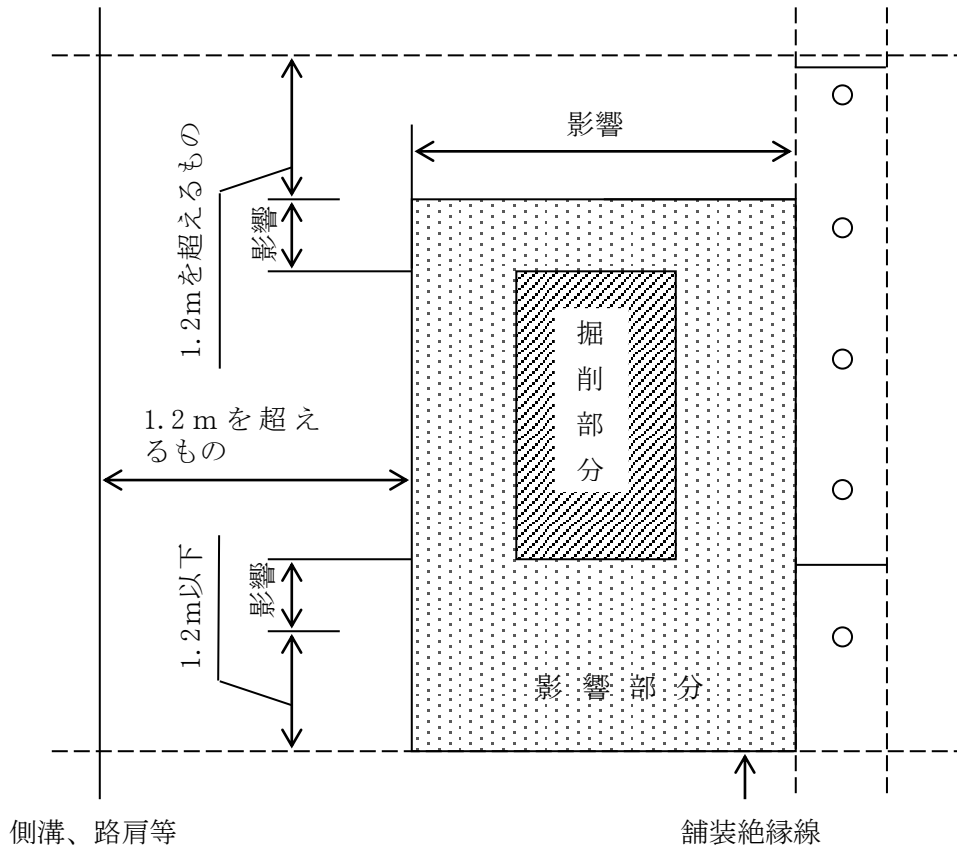 影響
1.2mを超えるもの
影響
掘
削
部
分
1.2mを超え
るもの
1.2m以下
影響
影響部分
側溝、路肩等
舗装絶縁線